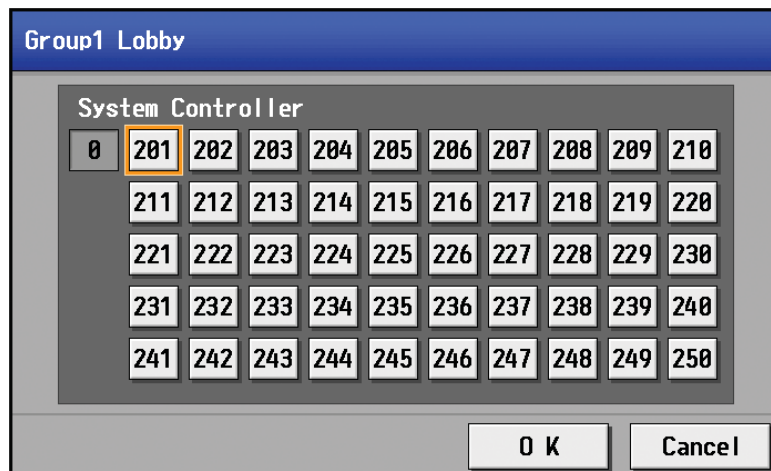 Group1 Lobby
System Controller
0 201 202 203 204 205 206 207 208 209 210
211 212 213 214 215 216 217 218 219 220
221 222 223 224 225 226 227 228 229 230
231 232 233 234 235 236 237 238 239 240
241 242 243 244 245 246 247 248 249 250
O K Cancel